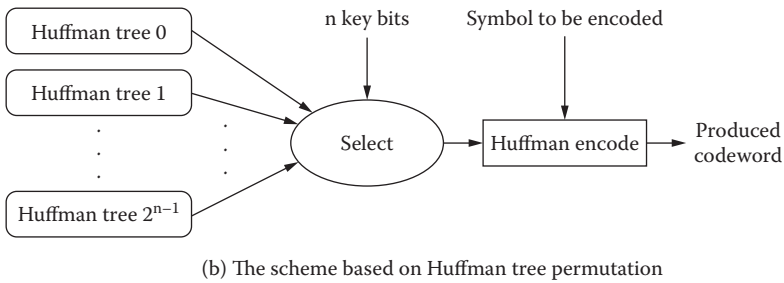 Huffman tree 0
n key bits
Symbol to be encoded
Huffman tree 1
Select
Huffman encode
Produced
codeword
Huffman tree 2ⁿ⁻¹
(b) The scheme based on Huffman tree permutation